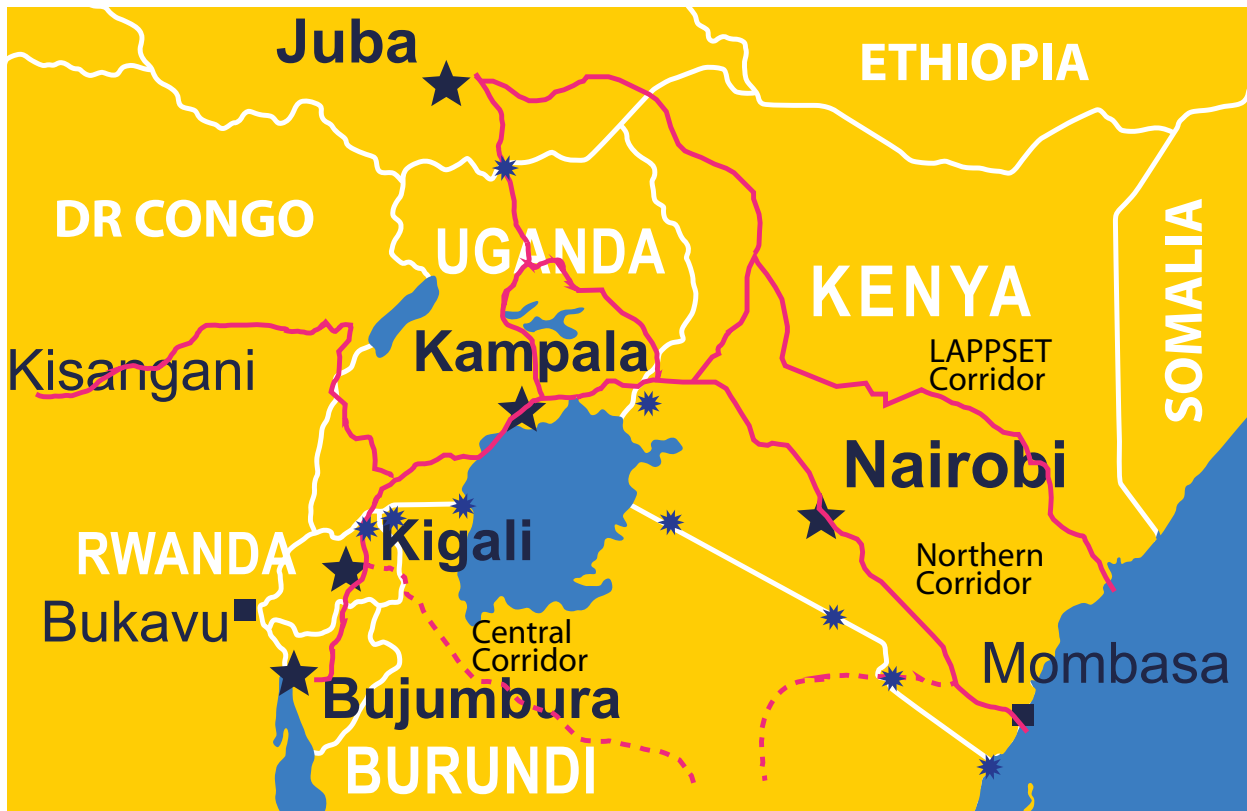 Juba
ETHIOPIA
DR CONGO
UGANDA
SOMALIA
KENYA
Kampala
LAPPSET
Corridor
Kisangani
Nairobi
Kigali
RWANDA
Northern
Corridor
Bukavu
Central
Corridor
Mombasa
Bujumbura
BURUNDI